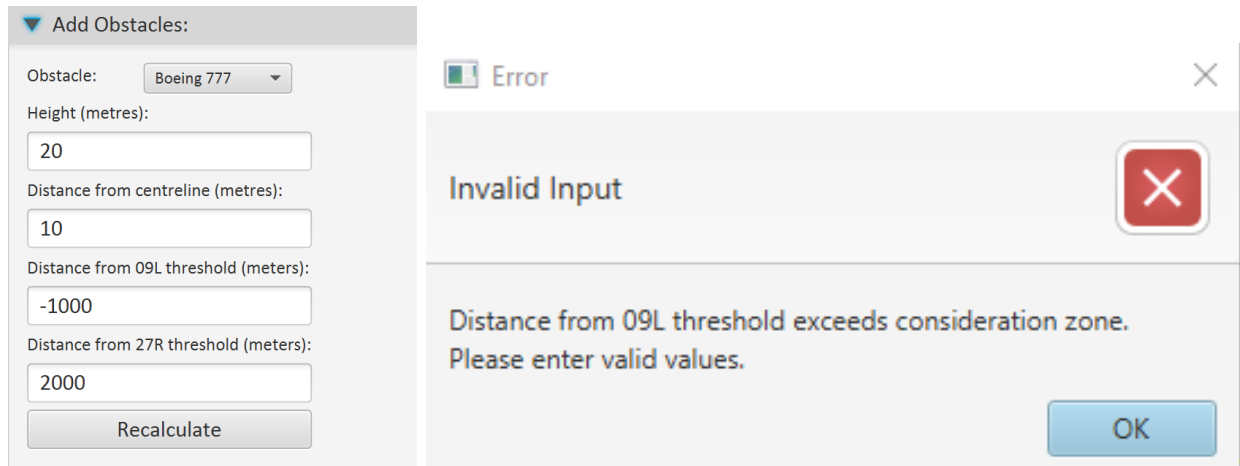 Add Obstacles:
Obstacle: Boeing 777
Height (metres):
20
Distance from centreline (metres):
10
Distance from 09L threshold (meters):
-1000
Distance from 27R threshold (meters):
2000
Recalculate
Error
Invalid Input
Distance from 09L threshold exceeds consideration zone.
Please enter valid values.
OK